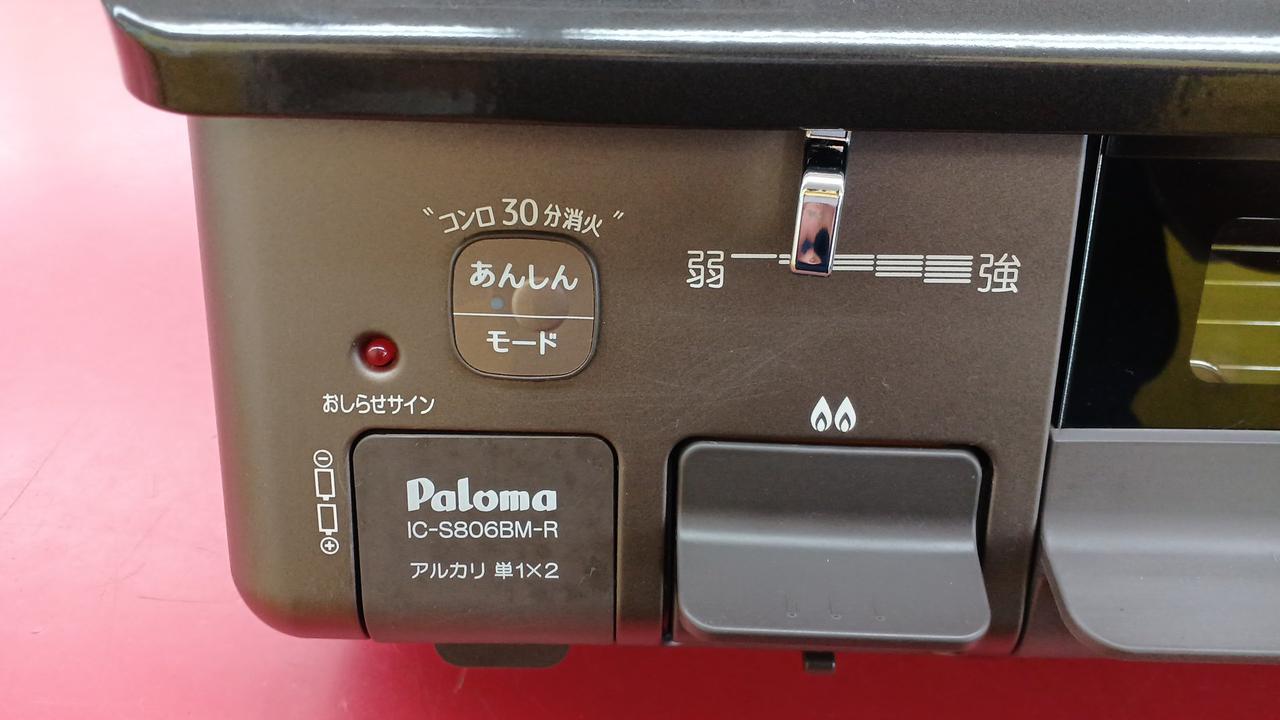 "コンロ30分消火"
あんしん
モード
弱 強
おしらせサイン
⊖
⊕
Paloma
IC-S806BM-R
アルカリ 単1×2